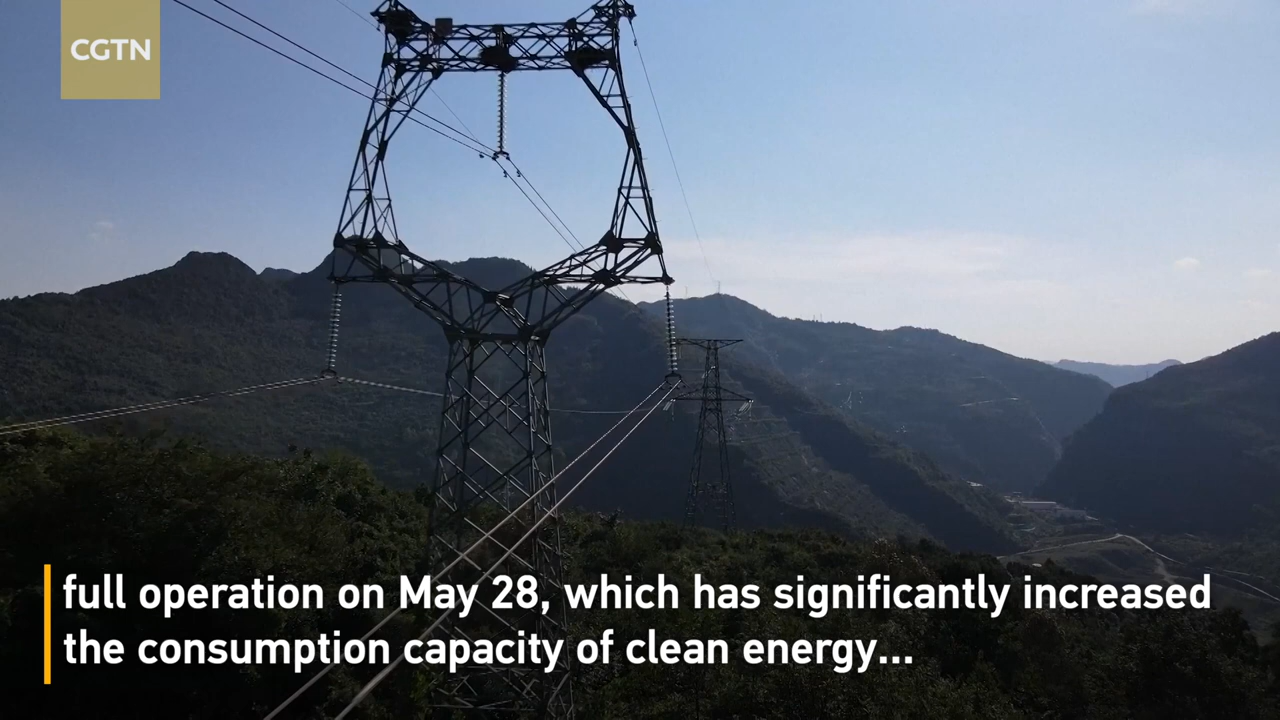 CGTN
full operation on May 28, which has significantly increased
the consumption capacity of clean energy...